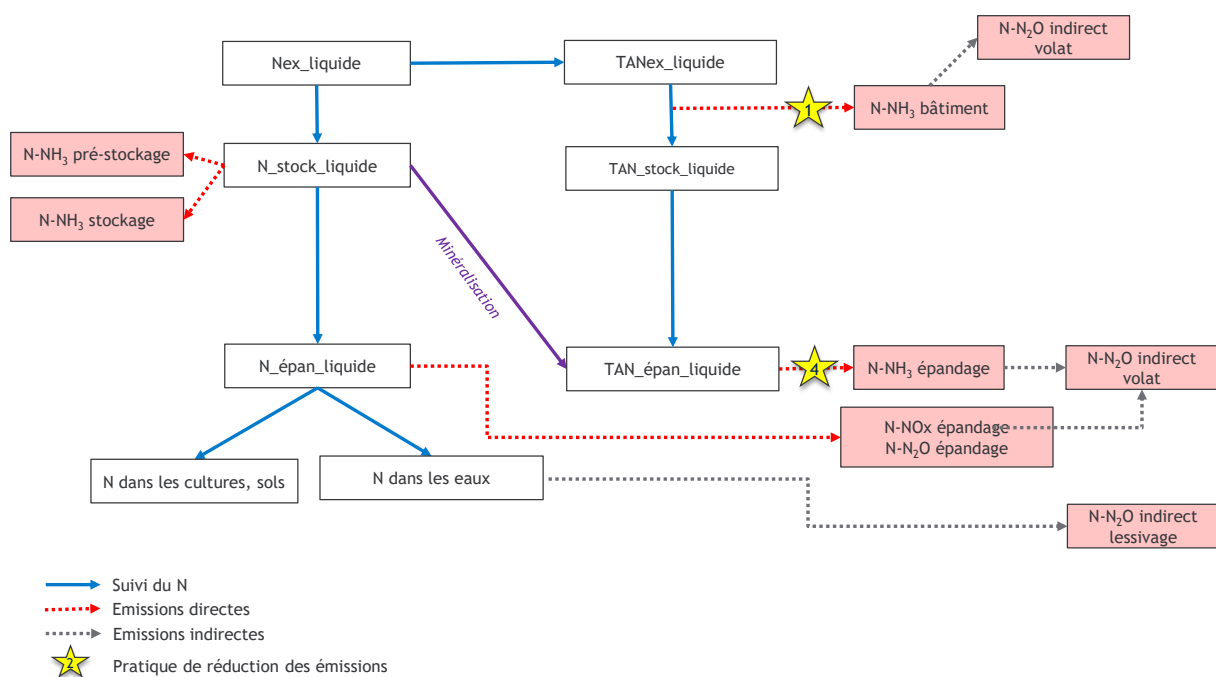 N-N₂O indirect
volat
Nex_liquide
TANex_liquide
1
N-NH₃ bâtiment
N-NH₃ pré-stockage
N_stock_liquide
TAN_stock_liquide
N-NH₃ stockage
Minéralisation
N_épan_liquide
TAN_épan_liquide
4
N-NH₃ épandage
N-N₂O indirect
volat
N-NOx épandage
N-N₂O épandage
N dans les cultures, sols
N dans les eaux
N-N₂O indirect
lessivage
Suivi du N
Emissions directes
Emissions indirectes
2
Pratique de réduction des émissions